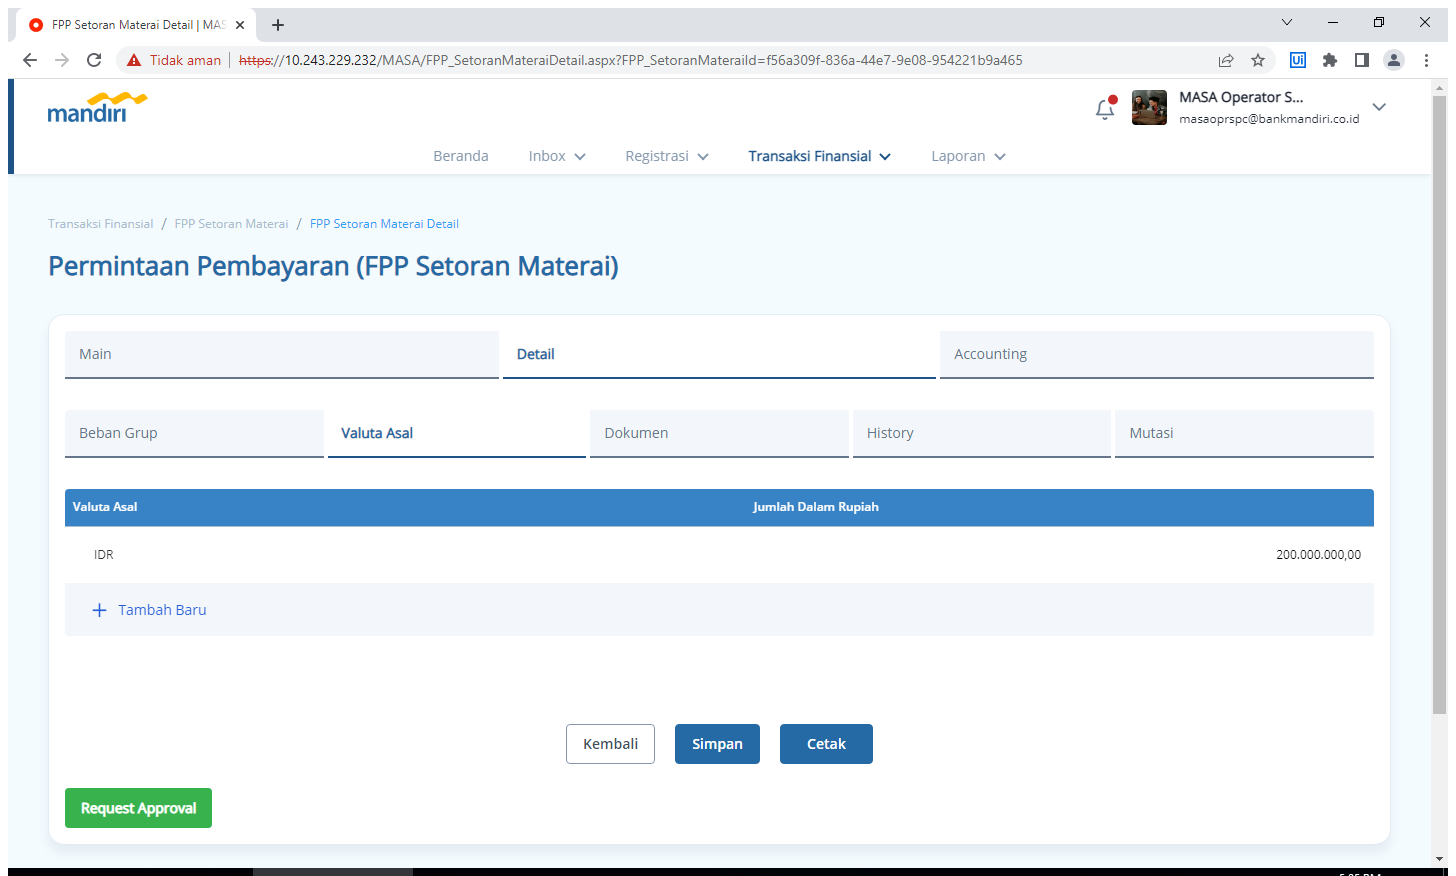 FPP Setoran Materai Detail | MAS
Tidak aman https://10.243.229.232/MASA/FPP_SetoranMateraiDetail.aspx?FPP_SetoranMateraiId=f56a309f-836a-44e7-9e08-954221b9a465
Ui
mandiri
MASA Operator S...
masaoprspc@bankmandiri.co.id
Beranda Inbox Registrasi Transaksi Finansial Laporan
Transaksi Finansial / FPP Setoran Materai / FPP Setoran Materai Detail
Permintaan Pembayaran (FPP Setoran Materai)
Main Detail Accounting
Beban Grup Valuta Asal Dokumen History Mutasi
Valuta Asal Jumlah Dalam Rupiah
IDR 200.000.000,00
+ Tambah Baru
Kembali Simpan Cetak
Request Approval